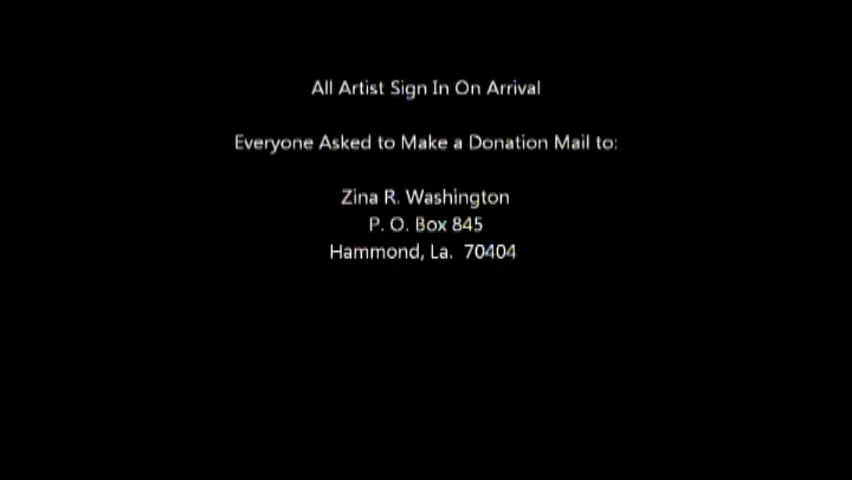 All Artist Sign In On Arrival
Everyone Asked to Make a Donation Mail to:
Zina R. Washington
P. O. Box 845
Hammond, La.  70404